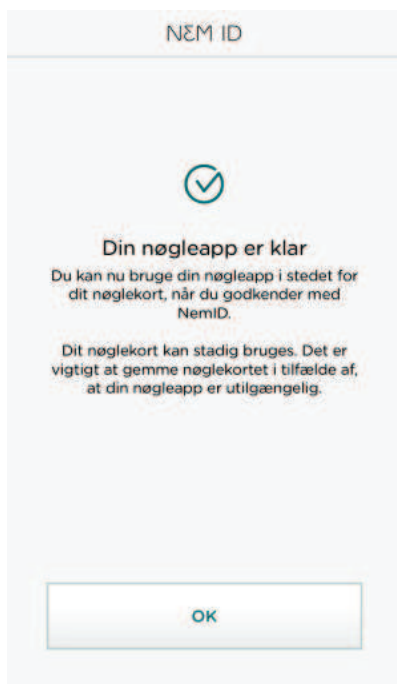 NEM ID
Din nøgleapp er klar
Du kan nu bruge din nøgleapp i stedet for
dit nøglekort, når du godkender med
NemID.
Dit nøglekort kan stadig bruges. Det er
vigtigt at gemme nøglekortet i tilfælde af,
at din nøgleapp er utilgængelig.
OK